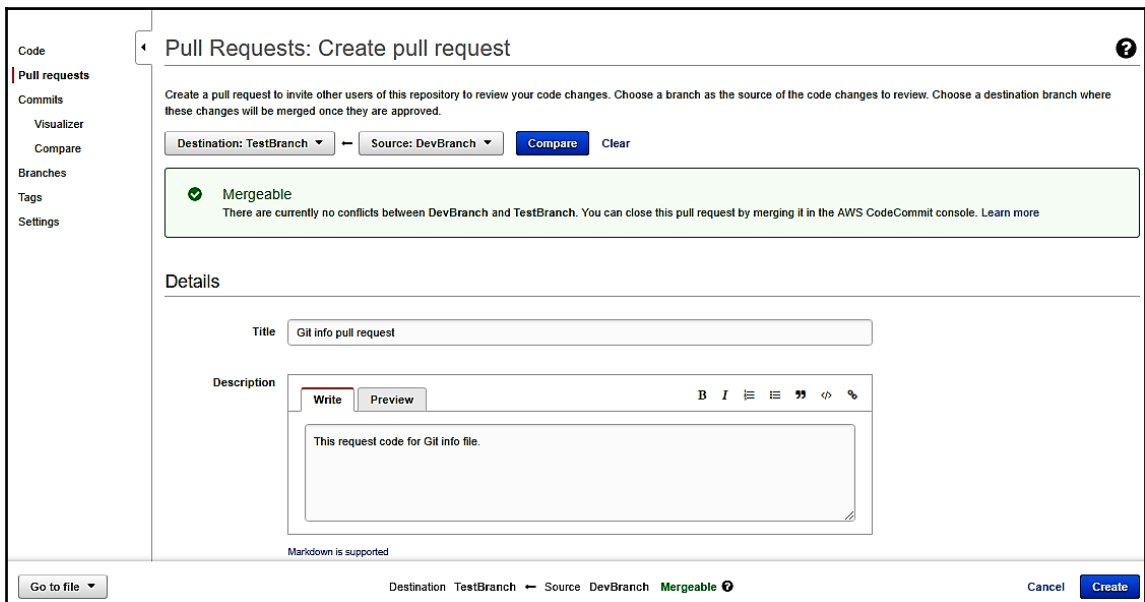 Code
Pull requests
Commits
Visualizer
Compare
Branches
Tags
Settings
Pull Requests: Create pull request
?
Create a pull request to invite other users of this repository to review your code changes. Choose a branch as the source of the code changes to review. Choose a destination branch where
these changes will be merged once they are approved.
Destination: TestBranch ← Source: DevBranch Compare Clear
Mergeable
There are currently no conflicts between DevBranch and TestBranch. You can close this pull request by merging it in the AWS CodeCommit console. Learn more
Details
Title Git info pull request
Description
Write Preview B I
This request code for Git info file.
Markdown is supported
Go to file Destination TestBranch ← Source DevBranch Mergeable ? Cancel Create